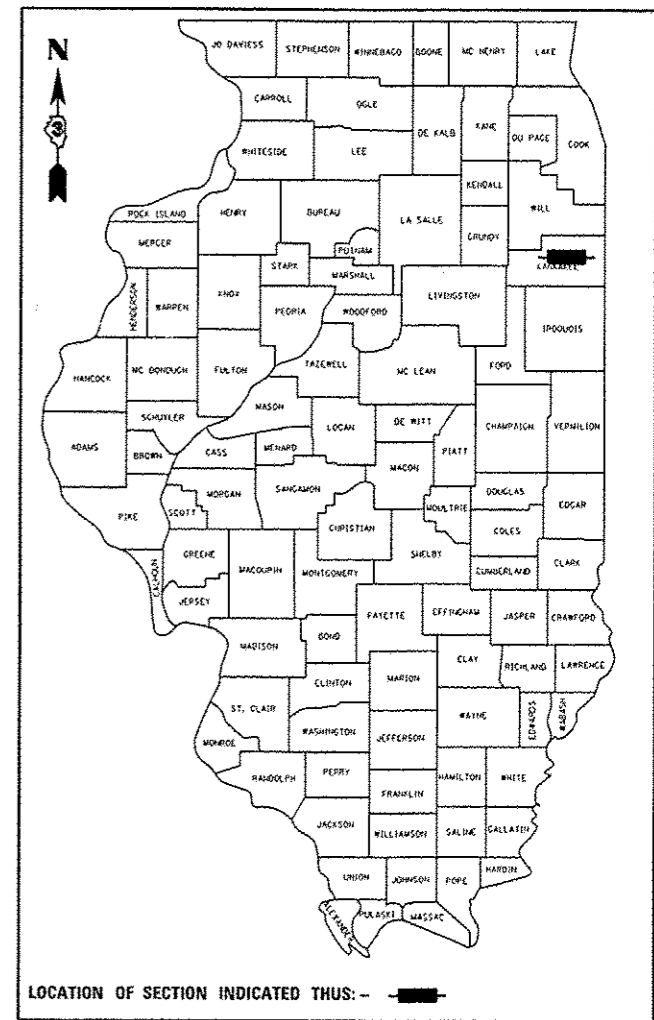 JO DAVIESS STEPHENSON WINNEBAGO BOONE MC HENRY LAKE
N
CARROLL OGLE DE KALB KANE DU PAGE COOK
WHITESIDE LEE
KENDALL
ROCK ISLAND HENRY BUREAU LA SALLE GRUNDY WILL
MERCER PUTNAM
STARK MARSHALL KANKAKEE
HENDERSON WARREN KNOX PEORIA WOODFORD LIVINGSTON IROQUOIS
HANCOCK MC DONOUGH FULTON TAZEWELL MC LEAN FORD
MASON
SCHUYLER LOGAN DE WITT CHAMPAIGN VERMILION
ADAMS BROWN CASS MENARD MACON PIATT
PIKE SCOTT MORGAN SANGAMON MOULTRIE DOUGLAS EDGAR
CHRISTIAN COLES
GREENE MACOUPIN MONTGOMERY SHELBY
CALHOUN CUMBERLAND CLARK
JERSEY FAYETTE EFFINGHAM JASPER CRAWFORD
MADISON BOND
CLAY RICHLAND LAWRENCE
CLINTON MARION
ST. CLAIR WAYNE EDWARDS WABASH
MONROE WASHINGTON JEFFERSON
RANDOLPH PERRY HAMILTON WHITE
FRANKLIN
JACKSON WILLIAMSON SALINE GALLATIN
UNION JOHNSON POPE HARDIN
ALEXANDER PULASKI MASSAC
LOCATION OF SECTION INDICATED THUS:-